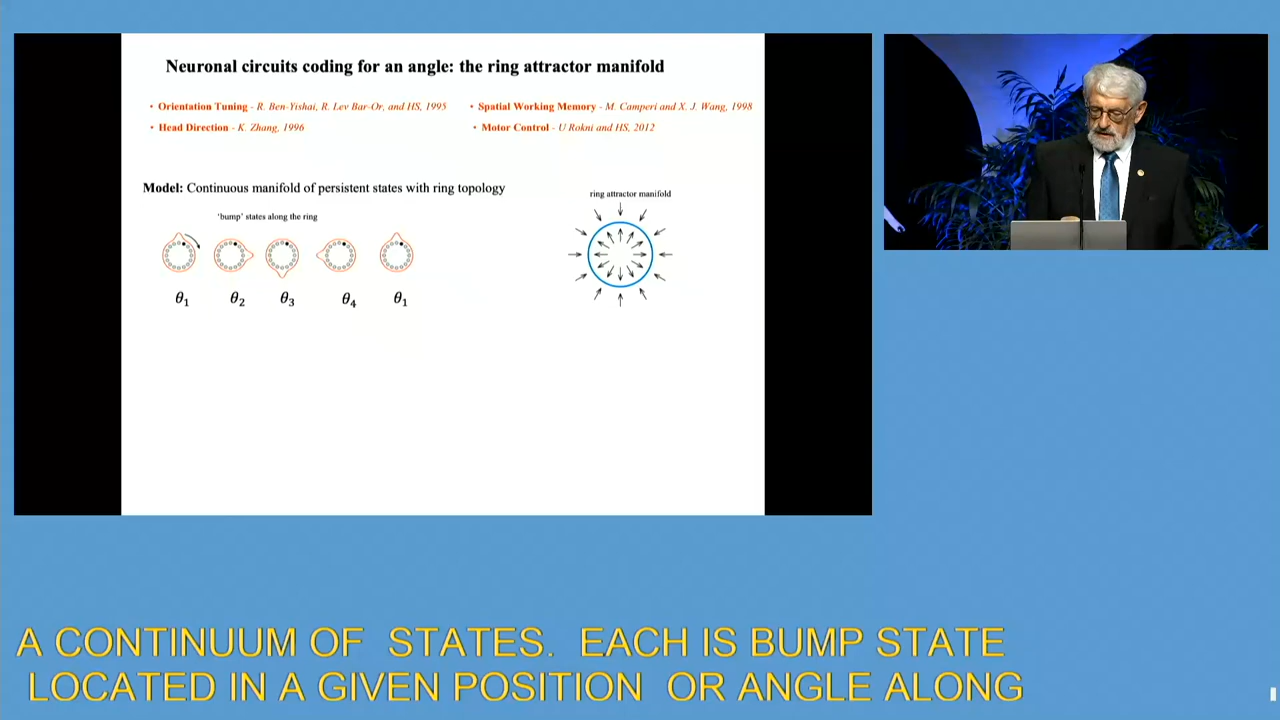 Neuronal circuits coding for an angle: the ring attractor manifold
• Orientation Tuning - R. Ben-Yishai, R. Lev Bar-Or, and HS, 1995
• Spatial Working Memory - M. Camperi and X. J. Wang, 1998
• Head Direction - K. Zhang, 1996
• Motor Control - U Rokni and HS, 2012
Model: Continuous manifold of persistent states with ring topology
ring attractor manifold
'bump' states along the ring
θ1 θ2 θ3 θ4 θ1
A CONTINUUM OF STATES. EACH IS BUMP STATE
LOCATED IN A GIVEN POSITION OR ANGLE ALONG